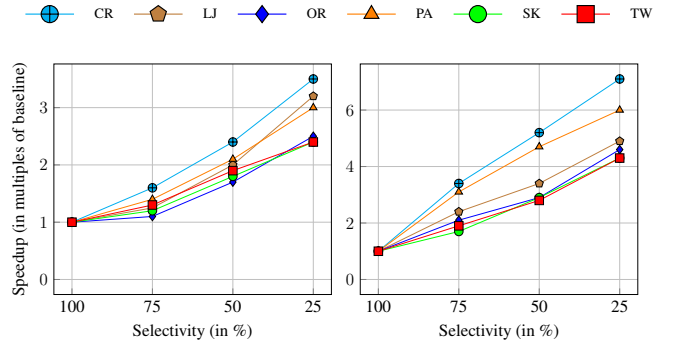 CR LJ OR PA SK TW
Speedup (in multiples of baseline)
3
2
1
0
100 75 50 25
Selectivity (in %)
6
4
2
0
100 75 50 25
Selectivity (in %)